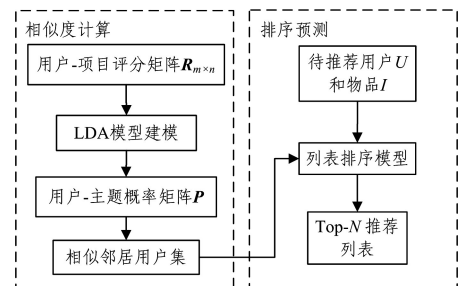 相似度计算
用户-项目评分矩阵Rm×n
LDA模型建模
用户-主题概率矩阵P
相似邻居用户集
排序预测
待推荐用户U
和物品I
列表排序模型
Top-N 推荐
列表